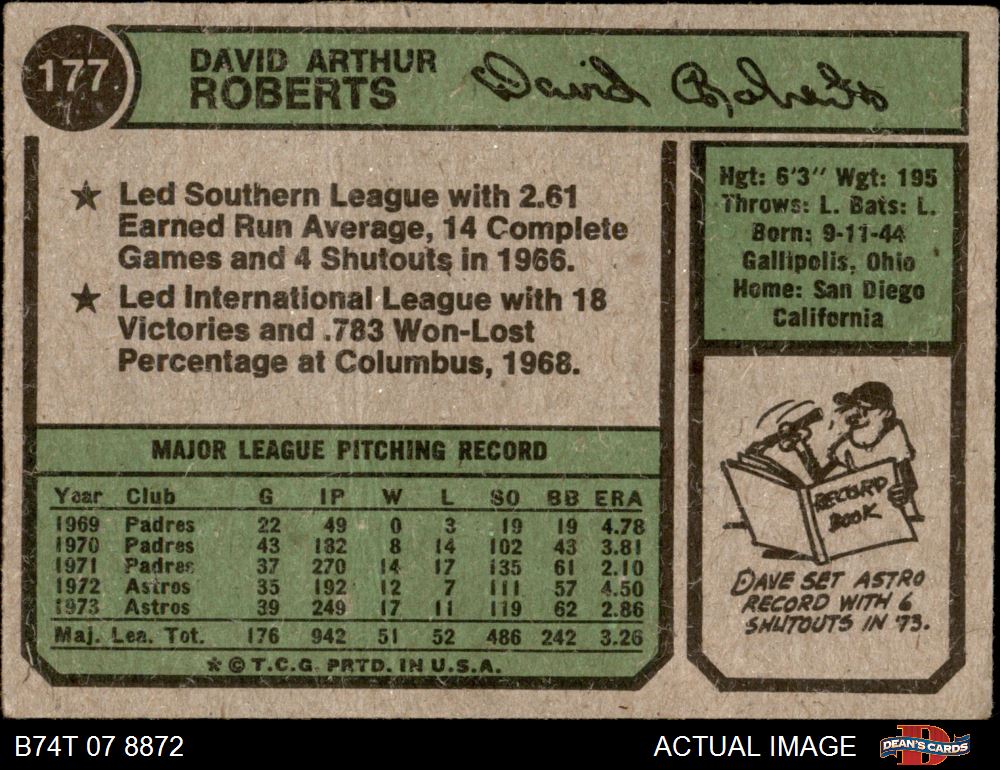 177
DAVID ARTHUR
ROBERTS
David Roberts
★ Led Southern League with 2.61
Earned Run Average, 14 Complete
Games and 4 Shutouts in 1966.
★ Led International League with 18
Victories and .783 Won-Lost
Percentage at Columbus, 1968.
Hgt: 6'3" Wgt: 195
Throws: L. Bats: L.
Born: 9-11-44
Gallipolis, Ohio
Home: San Diego
California
MAJOR LEAGUE PITCHING RECORD
Year Club G IP W L SO BB ERA
1969 Padres 22 49 0 3 19 19 4.78
1970 Padres 43 182 8 14 102 43 3.81
1971 Padres 37 270 14 17 135 61 2.10
1972 Astros 35 192 12 7 111 57 4.50
1973 Astros 39 249 17 11 119 62 2.86
Maj. Lea. Tot. 176 942 51 52 486 242 3.26
★ © T.C.G. PRTD. IN U.S.A.
RECORD
BOOK
DAVE SET ASTRO
RECORD WITH 6
SHUTOUTS IN '73.
B74T 07 8872
ACTUAL IMAGE
DEAN'S CARDS